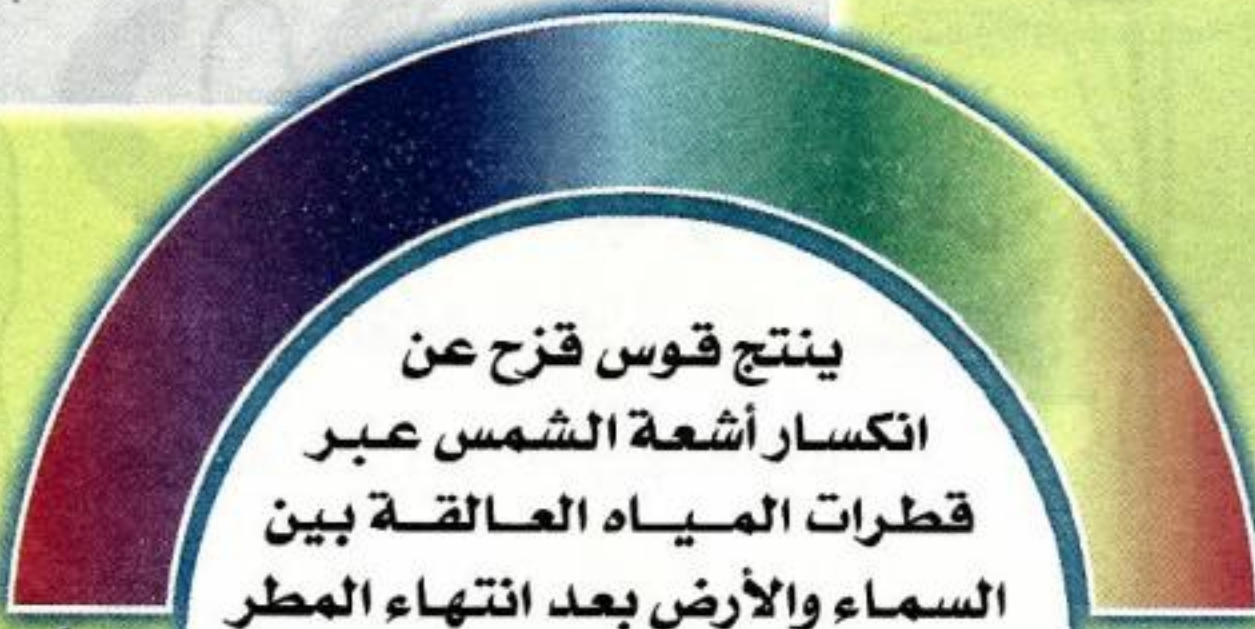 ينتج قوس قزح عن
انكسار أشعة الشمس عبر
قطرات المياه العالقة بين
السماء والأرض بعد انتهاء المطر